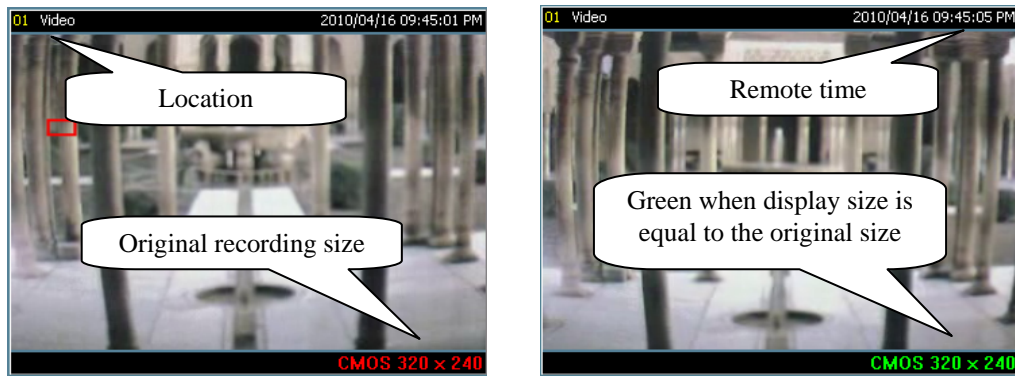 01 Video 2010/04/16 09:45:01 PM
Location
Original recording size
CMOS 320 × 240
01 Video 2010/04/16 09:45:05 PM
Remote time
Green when display size is
equal to the original size
CMOS 320 × 240